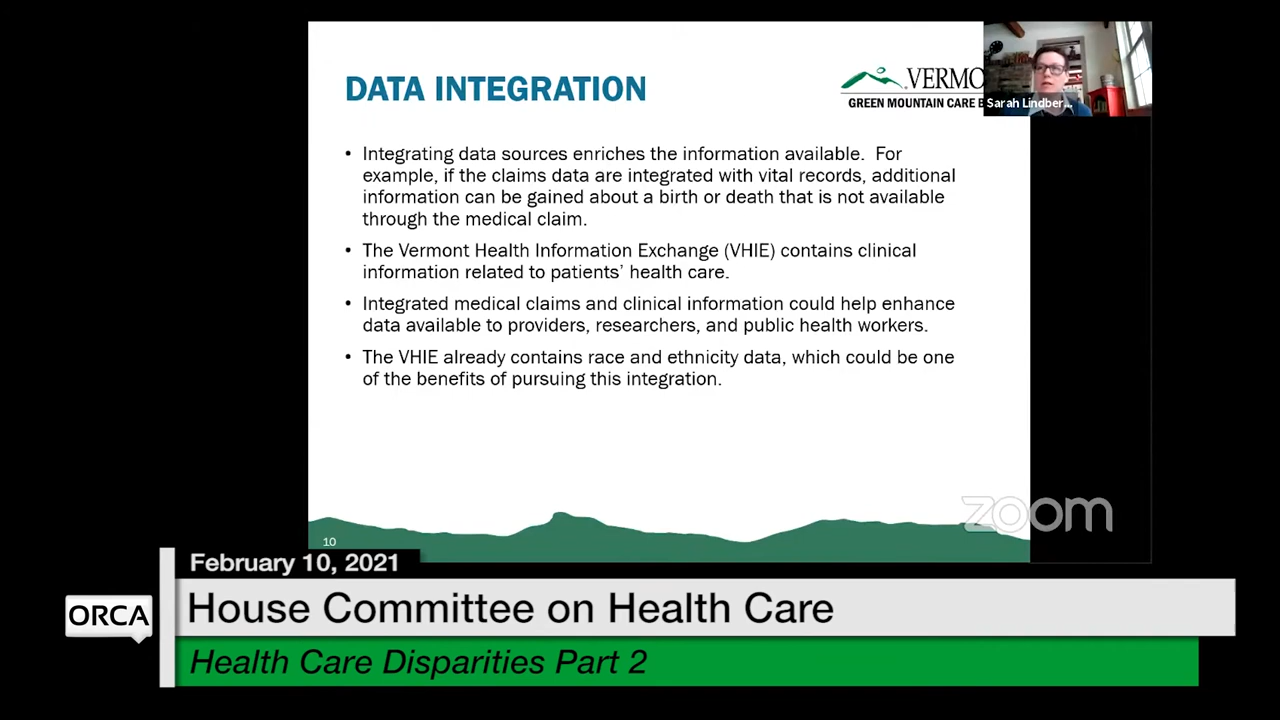 DATA INTEGRATION
VERMO
GREEN MOUNTAIN CARE B
Sarah Lindber...
• Integrating data sources enriches the information available. For
example, if the claims data are integrated with vital records, additional
information can be gained about a birth or death that is not available
through the medical claim.
• The Vermont Health Information Exchange (VHIE) contains clinical
information related to patients’ health care.
• Integrated medical claims and clinical information could help enhance
data available to providers, researchers, and public health workers.
• The VHIE already contains race and ethnicity data, which could be one
of the benefits of pursuing this integration.
zoom
10
February 10, 2021
ORCA
House Committee on Health Care
Health Care Disparities Part 2